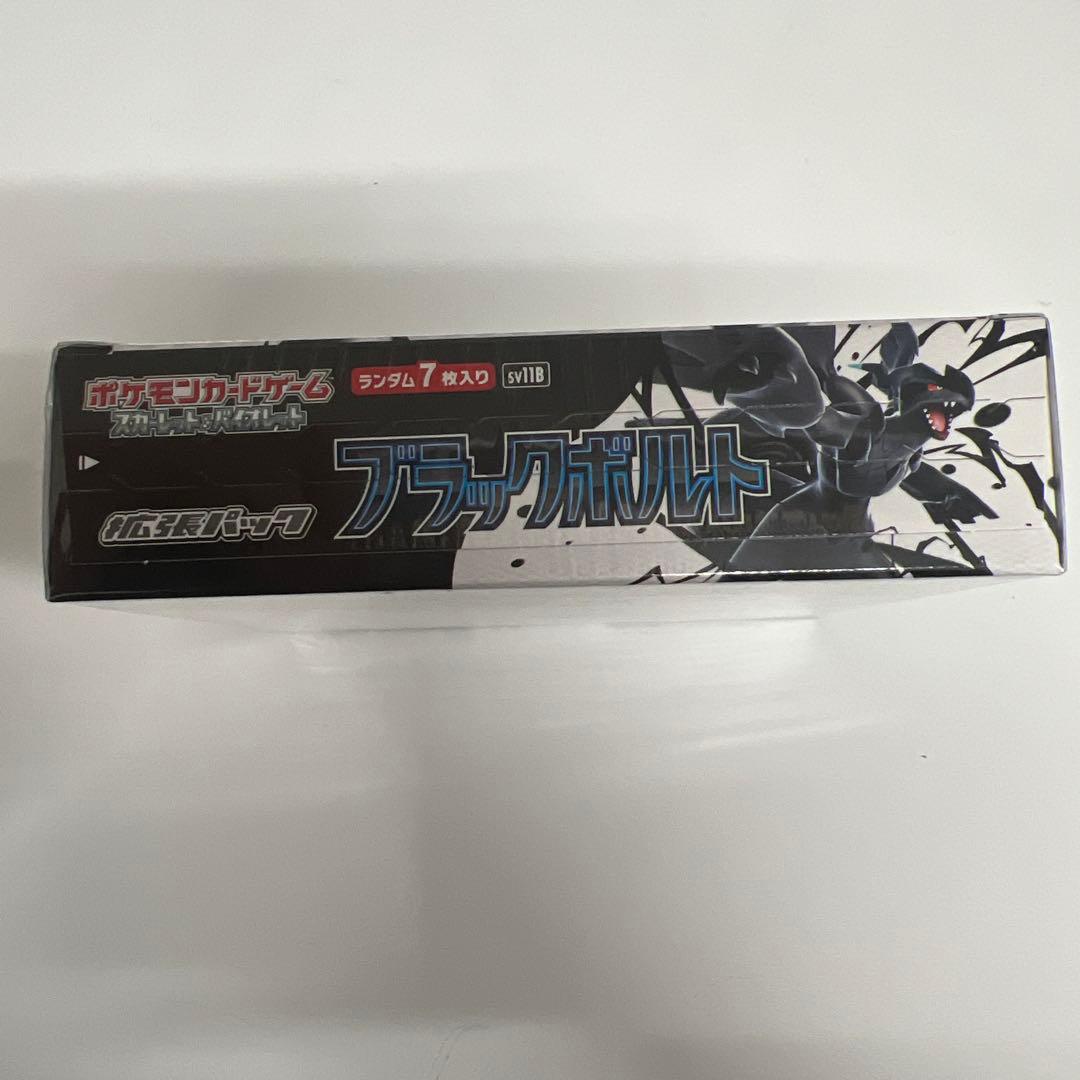 ポケモンカードゲーム
スカーレット&バイオレット
ランダム7枚入り
SV11B
ブラックボルト
拡張パック